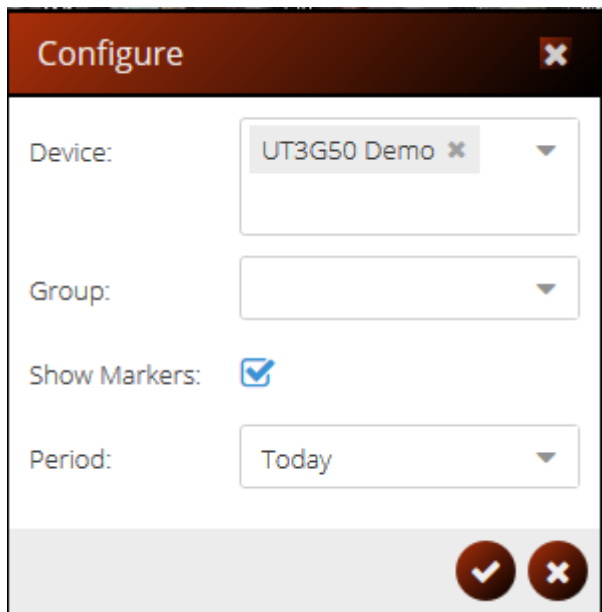 Configure
Device:
UT3G50 Demo
Group:
Show Markers:
Period:
Today